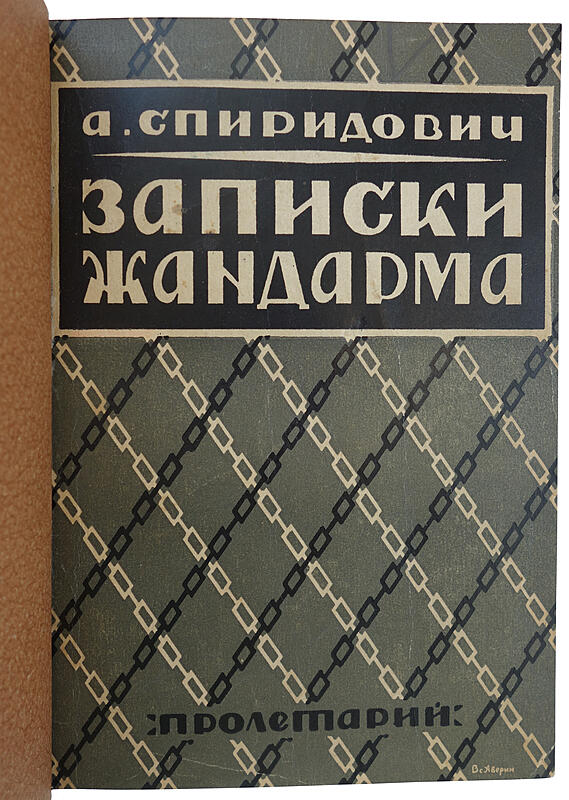 А. СПИРИДОВИЧ
ЗАПИСКИ
ЖАНДАРМА
:ПРОЛЕТАРИЙ:
Вс Аверин